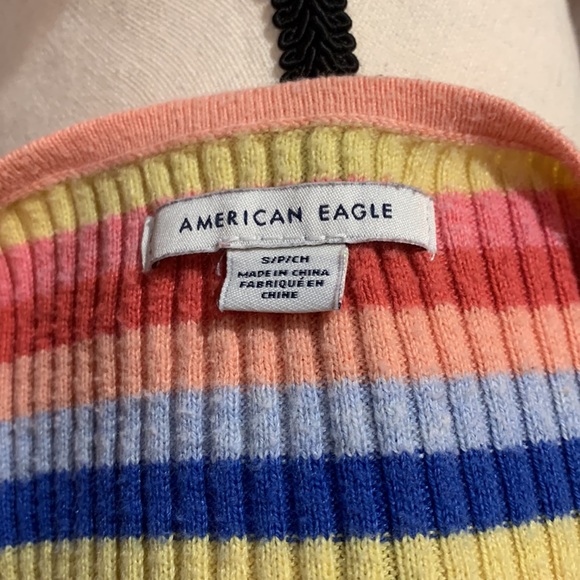 AMERICAN EAGLE
S/P/CH
MADE IN CHINA
FABRIQUÉ EN
CHINE